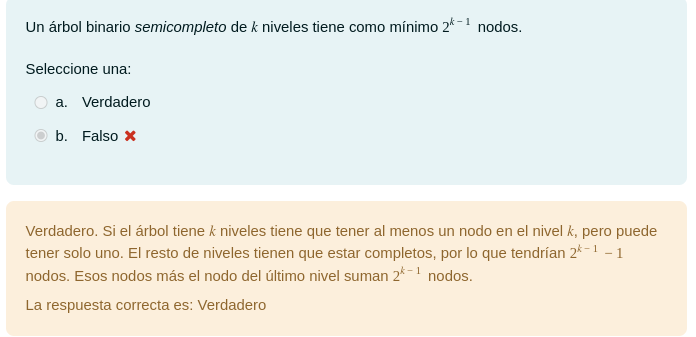 Un árbol binario semicompleto de k niveles tiene como mínimo 2^{k−1} nodos.
Seleccione una:
a. Verdadero
b. Falso ✖
Verdadero. Si el árbol tiene k niveles tiene que tener al menos un nodo en el nivel k, pero puede
tener solo uno. El resto de niveles tienen que estar completos, por lo que tendrían 2^{k−1} − 1
nodos. Esos nodos más el nodo del último nivel suman 2^{k−1} nodos.
La respuesta correcta es: Verdadero